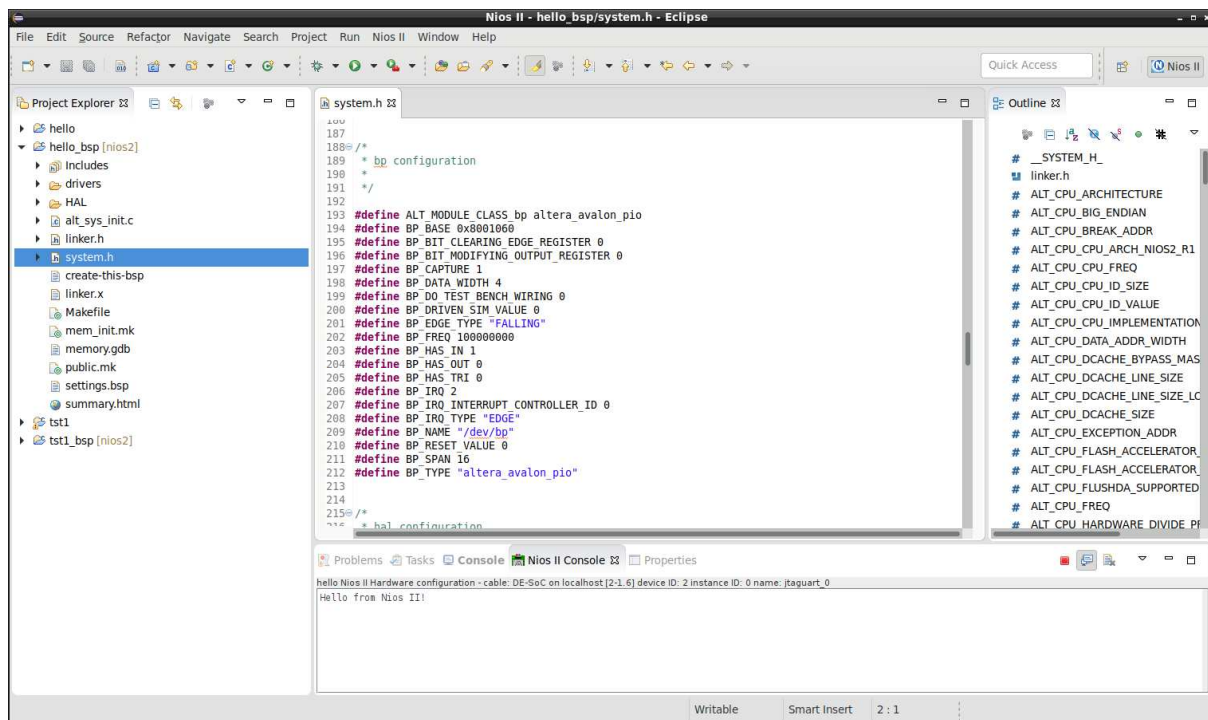 Nios II - hello_bsp/system.h - Eclipse
File Edit Source Refactor Navigate Search Project Run Nios II Window Help
Quick Access
Nios II
Project Explorer
hello
hello_bsp [nios2]
Includes
drivers
HAL
alt_sys_init.c
linker.h
system.h
create-this-bsp
linker.x
Makefile
mem_init.mk
memory.gdb
public.mk
settings.bsp
summary.html
tst1
tst1_bsp [nios2]
system.h
186
187
188 /*
189 * bp configuration
190 *
191 */
192
193 #define ALT_MODULE_CLASS_bp altera_avalon_pio
194 #define BP_BASE 0x8001060
195 #define BP_BIT_CLEARING_EDGE_REGISTER 0
196 #define BP_BIT_MODIFYING_OUTPUT_REGISTER 0
197 #define BP_CAPTURE 1
198 #define BP_DATA_WIDTH 4
199 #define BP_DO_TEST_BENCH_WIRING 0
200 #define BP_DRIVEN_SIM_VALUE 0
201 #define BP_EDGE_TYPE "FALLING"
202 #define BP_FREQ 100000000
203 #define BP_HAS_IN 1
204 #define BP_HAS_OUT 0
205 #define BP_HAS_TRI 0
206 #define BP_IRQ 2
207 #define BP_IRQ_INTERRUPT_CONTROLLER_ID 0
208 #define BP_IRQ_TYPE "EDGE"
209 #define BP_NAME "/dev/bp"
210 #define BP_RESET_VALUE 0
211 #define BP_SPAN 16
212 #define BP_TYPE "altera_avalon_pio"
213
214
215 /*
216 * hal configuration
Outline
# __SYSTEM_H_
linker.h
# ALT_CPU_ARCHITECTURE
# ALT_CPU_BIG_ENDIAN
# ALT_CPU_BREAK_ADDR
# ALT_CPU_CPU_ARCH_NIOS2_R1
# ALT_CPU_CPU_FREQ
# ALT_CPU_CPU_ID_SIZE
# ALT_CPU_CPU_ID_VALUE
# ALT_CPU_CPU_IMPLEMENTATION
# ALT_CPU_DATA_ADDR_WIDTH
# ALT_CPU_DCACHE_BYPASS_MAS
# ALT_CPU_DCACHE_LINE_SIZE
# ALT_CPU_DCACHE_LINE_SIZE_LO
# ALT_CPU_DCACHE_SIZE
# ALT_CPU_EXCEPTION_ADDR
# ALT_CPU_FLASH_ACCELERATOR_
# ALT_CPU_FLASH_ACCELERATOR_
# ALT_CPU_FLUSHDA_SUPPORTED
# ALT_CPU_FREQ
# ALT_CPU_HARDWARE_DIVIDE_PR
Problems Tasks Console Nios II Console Properties
hello Nios II Hardware configuration - cable: DE-SoC on localhost [2-1.6] device ID: 2 instance ID: 0 name: jtaguart_0
Hello from Nios II!
Writable Smart Insert 2 : 1